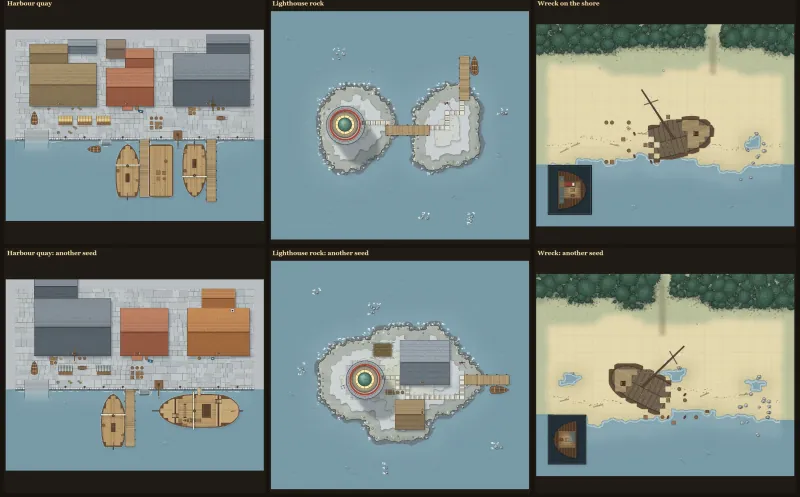 Harbour quay
Lighthouse rock
Wreck on the shore
Harbour quay: another seed
Lighthouse rock: another seed
Wreck: another seed